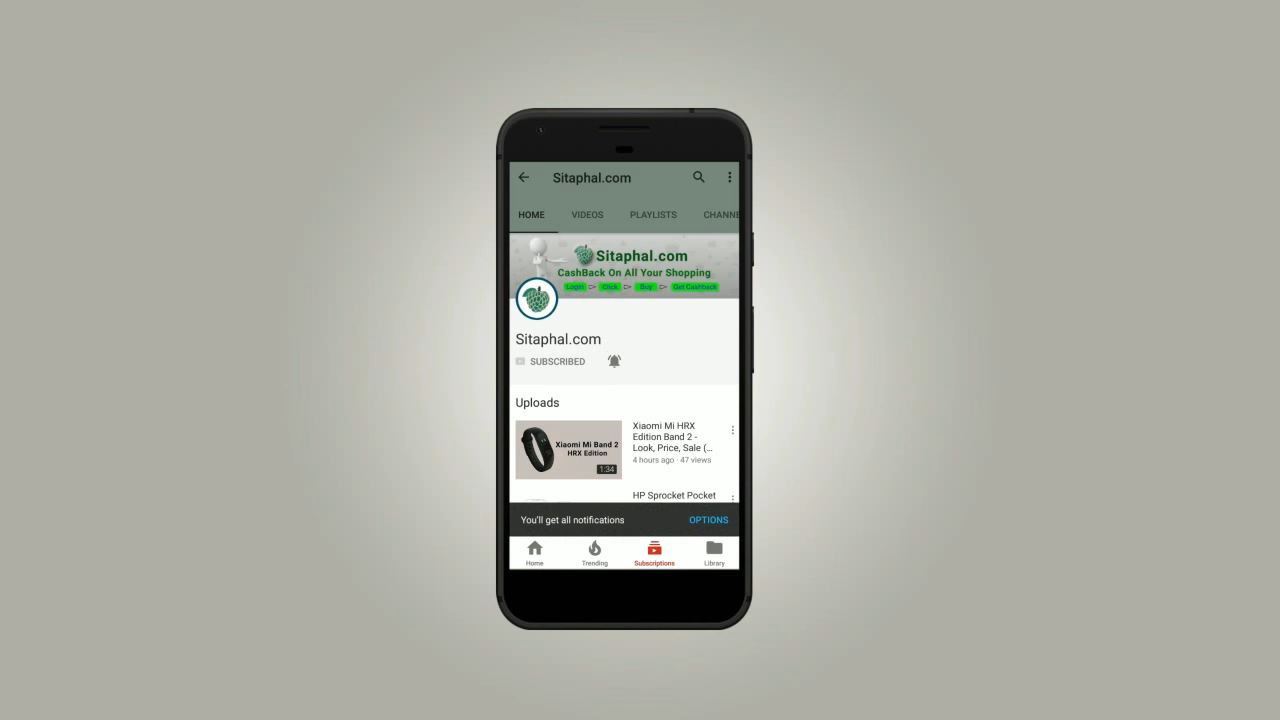 Sitaphal.com
HOME VIDEOS PLAYLISTS CHANNE
Sitaphal.com
CashBack On All Your Shopping
Login Click Buy Get Cashback
Sitaphal.com
SUBSCRIBED
Uploads
Xiaomi Mi Band 2
HRX Edition
1:34
Xiaomi Mi HRX
Edition Band 2 -
Look, Price, Sale (...
4 hours ago · 47 views
HP Sprocket Pocket
You'll get all notifications OPTIONS
Home Trending Subscriptions Library